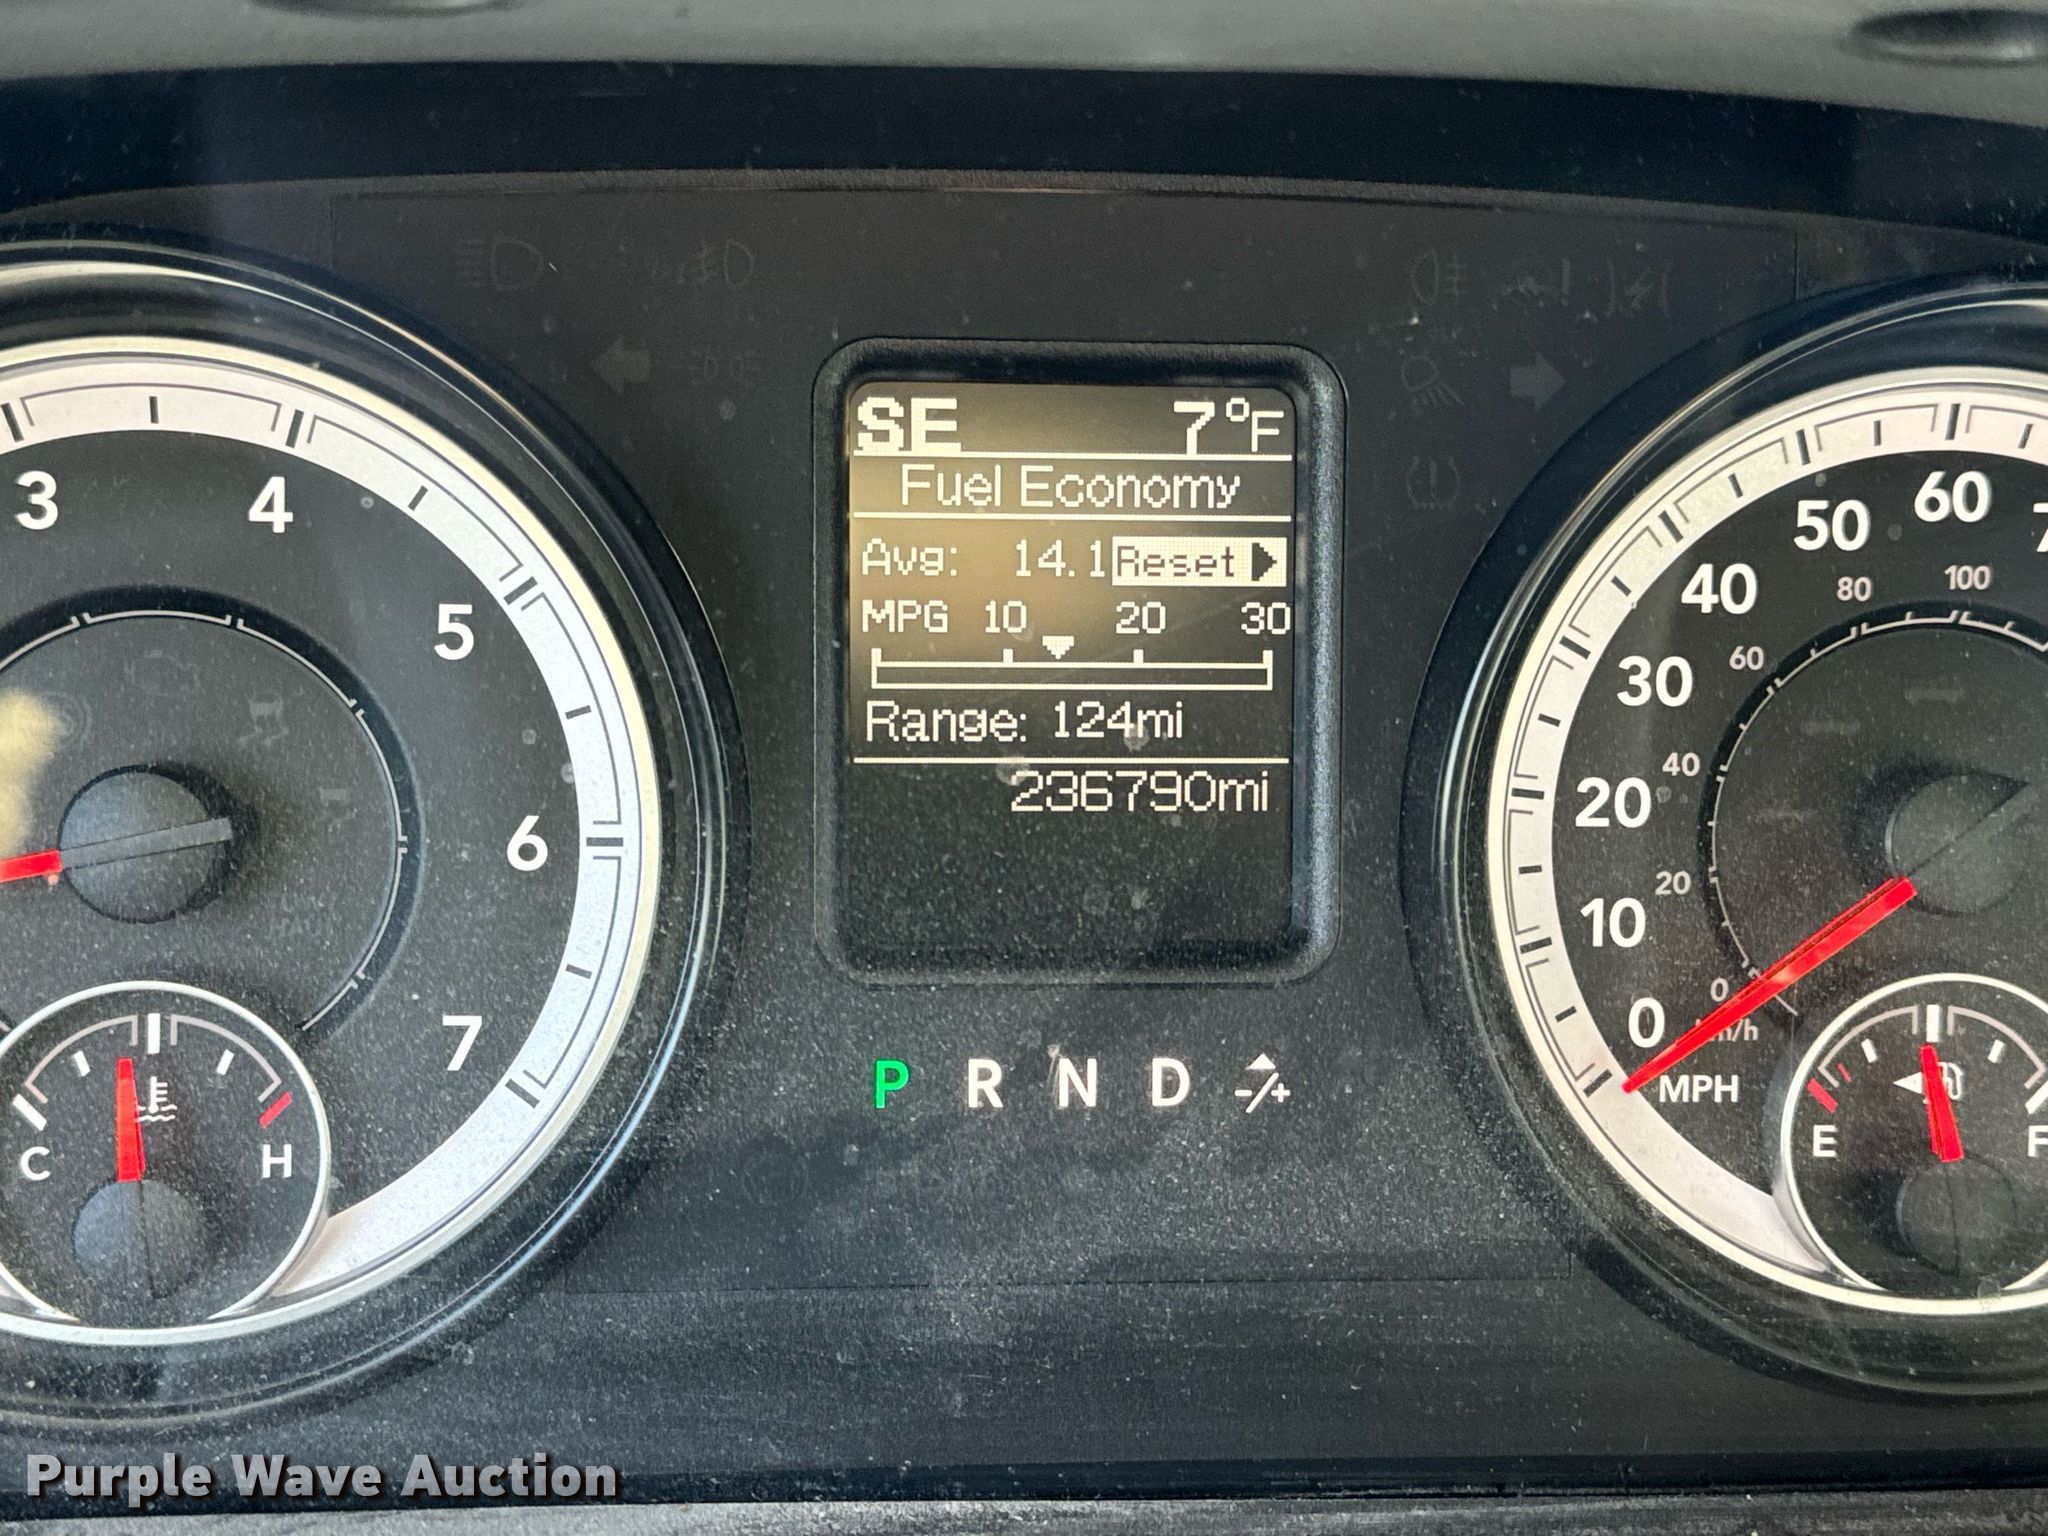 SE 7°F
Fuel Economy
Avg: 14.1 Reset
MPG 10 20 30
Range: 124mi
236790mi
P R N D -/+
3
4
5
6
7
C H
60
50
40
30
20
10
0
MPH
100
80
60
40
20
0
E F
Purple Wave Auction